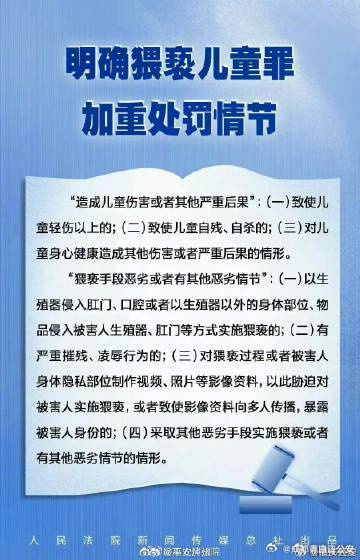 明确猥亵儿童罪
加重处罚情节
“造成儿童伤害或者其他严重后果”：(一)致使儿
童轻伤以上的；(二)致使儿童自残、自杀的；(三)对儿
童身心健康造成其他伤害或者严重后果的情形。
“猥亵手段恶劣或者有其他恶劣情节”：(一)以生
殖器侵入肛门、口腔或者以生殖器以外的身体部位、物
品侵入被害人生殖器、肛门等方式实施猥亵的；(二)有
严重摧残、凌辱行为的；(三)对猥亵过程或者被害人
身体隐私部位制作视频、照片等影像资料，以此胁迫对
被害人实施猥亵，或者致使影像资料向多人传播，暴露
被害人身份的；(四)采取其他恶劣手段实施猥亵或者
有其他恶劣情节的情形。
人民法院新闻传媒总社出品